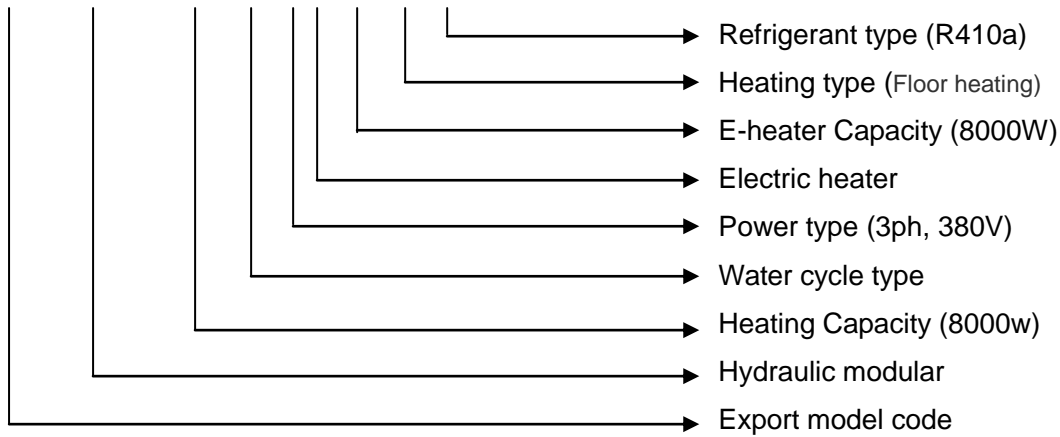 Refrigerant type (R410a)
Heating type (Floor heating)
E-heater Capacity (8000W)
Electric heater
Power type (3ph, 380V)
Water cycle type
Heating Capacity (8000w)
Hydraulic modular
Export model code